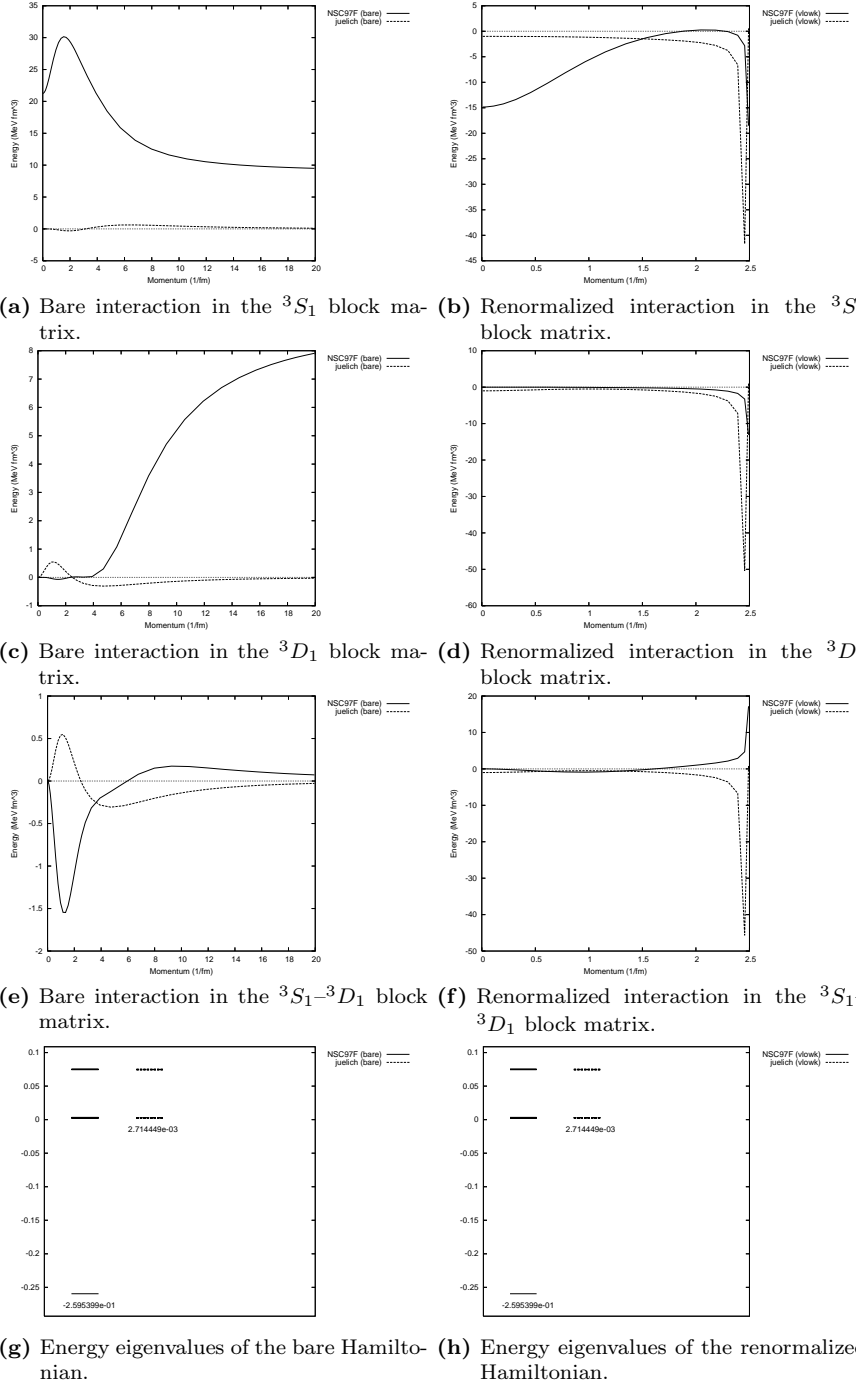 35
30
25
20
15
10
5
0
-5
0 2 4 6 8 10 12 14 16 18 20
Energy (MeV fm^3)
Momentum (1/fm)
NSC97F (bare)
juelich (bare)
5
0
-5
-10
-15
-20
-25
-30
-35
-40
-45
0 0.5 1 1.5 2 2.5
Energy (MeV fm^3)
Momentum (1/fm)
NSC97F (vlowk)
juelich (vlowk)
(a) Bare interaction in the ³S₁ block ma-
trix.
(b) Renormalized interaction in the ³S
block matrix.
8
7
6
5
4
3
2
1
0
-1
0 2 4 6 8 10 12 14 16 18 20
Energy (MeV fm^3)
Momentum (1/fm)
NSC97F (bare)
juelich (bare)
10
0
-10
-20
-30
-40
-50
-60
0 0.5 1 1.5 2 2.5
Energy (MeV fm^3)
Momentum (1/fm)
NSC97F (vlowk)
juelich (vlowk)
(c) Bare interaction in the ³D₁ block ma-
trix.
(d) Renormalized interaction in the ³D
block matrix.
1
0.5
0
-0.5
-1
-1.5
-2
0 2 4 6 8 10 12 14 16 18 20
Energy (MeV fm^3)
Momentum (1/fm)
NSC97F (bare)
juelich (bare)
20
10
0
-10
-20
-30
-40
-50
0 0.5 1 1.5 2 2.5
Energy (MeV fm^3)
Momentum (1/fm)
NSC97F (vlowk)
juelich (vlowk)
(e) Bare interaction in the ³S₁–³D₁ block
matrix.
(f) Renormalized interaction in the ³S₁-
³D₁ block matrix.
0.1
0.05
0
-0.05
-0.1
-0.15
-0.2
-0.25
2.714449e-03
-2.595399e-01
NSC97F (bare)
juelich (bare)
0.1
0.05
0
-0.05
-0.1
-0.15
-0.2
-0.25
2.714449e-03
-2.595399e-01
NSC97F (vlowk)
juelich (vlowk)
(g) Energy eigenvalues of the bare Hamilto-
nian.
(h) Energy eigenvalues of the renormalized
Hamiltonian.